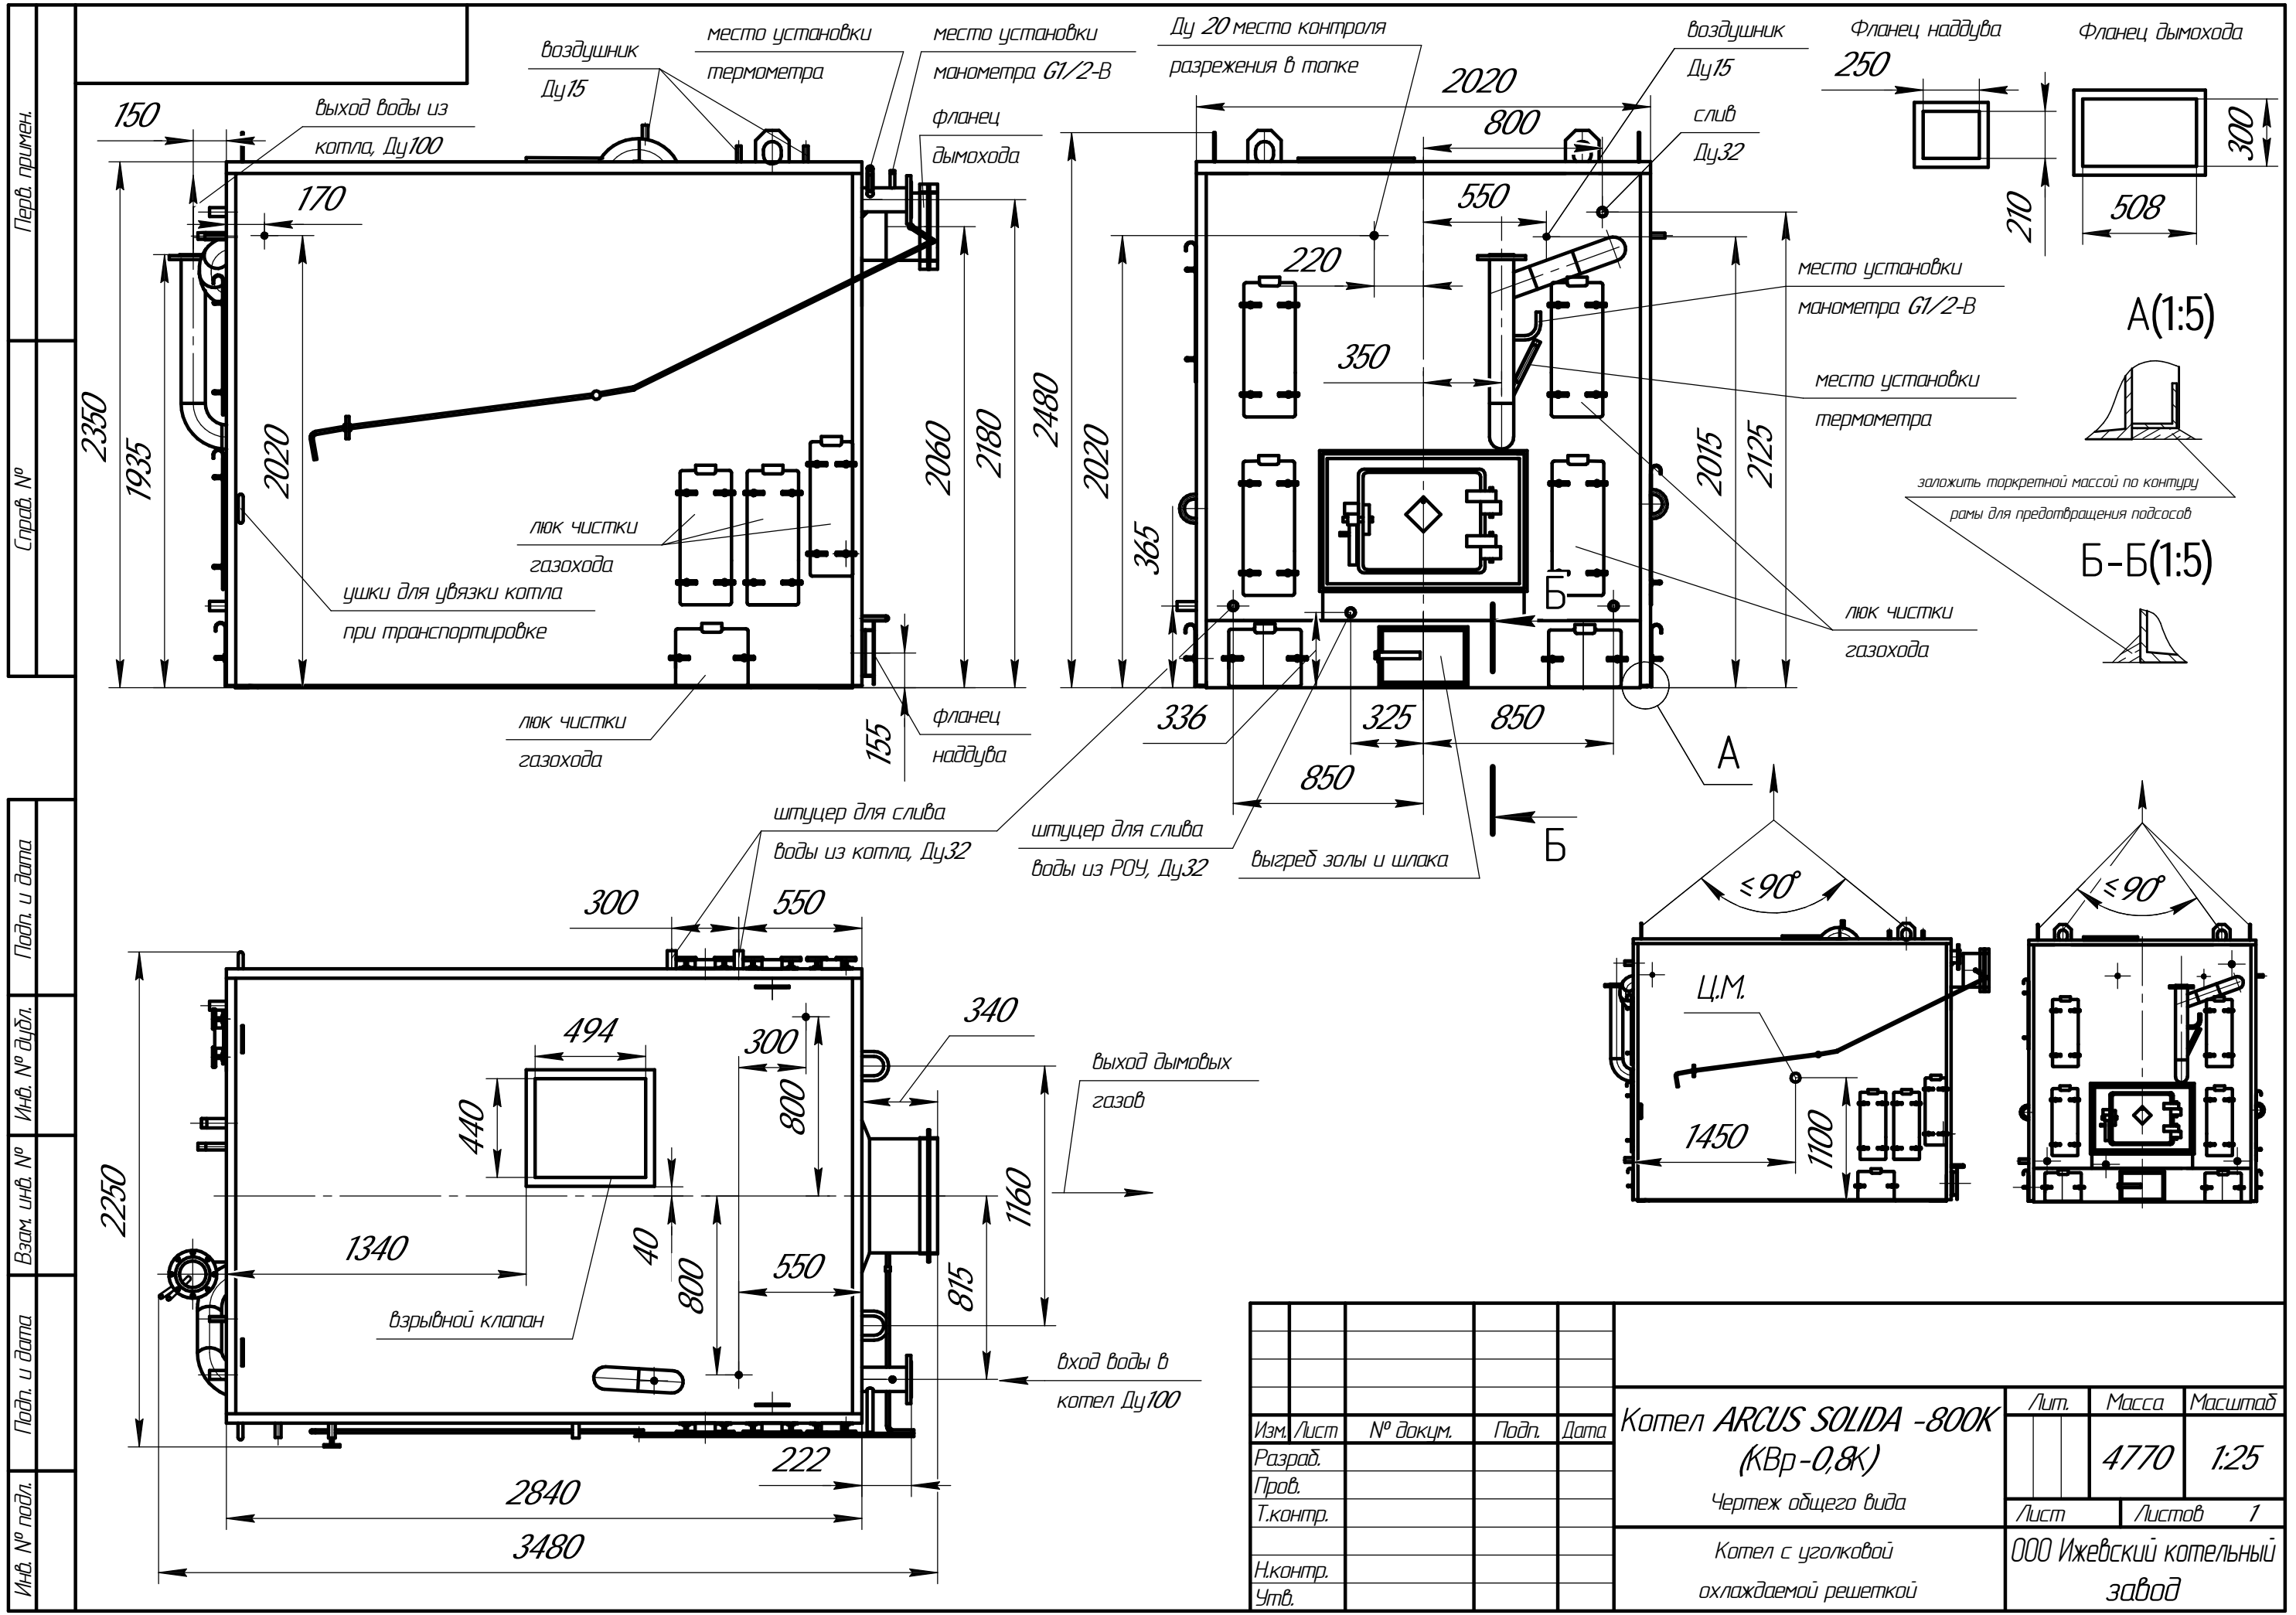 Перв. примен.
Справ. №
Подп. и дата
Инв. № дубл.
Взам. инв. №
Подп. и дата
Инв. № подл.
воздушник
Ду15
место установки
термометра
место установки
манометра G1/2-В
фланец
дымохода
выход воды из
котла, Ду100
150
170
2350
1935
2020
2060
2180
155
люк чистки
газохода
ушки для увязки котла
при транспортировке
люк чистки
газохода
фланец
наддува
Ду 20 место контроля
разрежения в топке
воздушник
Ду15
слив
Ду32
2020
800
550
220
350
2480
2020
365
2015
2125
336
325
850
850
место установки
манометра G1/2-В
место установки
термометра
люк чистки
газохода
Б
Б
А
штуцер для слива
воды из котла, Ду32
штуцер для слива
воды из РОУ, Ду32
выгреб золы и шлака
Фланец наддува
250
210
Фланец дымохода
300
508
А(1:5)
заложить торкретной массой по контуру
рамы для предотвращения подсосов
Б-Б(1:5)
300
550
494
440
300
800
340
выход дымовых
газов
1160
2250
1340
40
800
550
815
взрывной клапан
вход воды в
котел Ду100
222
2840
3480
≤90°
≤90°
Ц.М.
1450
1100
Изм.
Лист
№ докум.
Подп.
Дата
Разраб.
Пров.
Т.контр.
Н.контр.
Утв.
Котел ARCUS SOLIDA -800К
(КВр-0,8К)
Чертеж общего вида
Котел с уголковой
охлаждаемой решеткой
Лит.
Масса
Масштаб
4770
1:25
Лист
Листов 1
ООО Ижевский котельный
завод